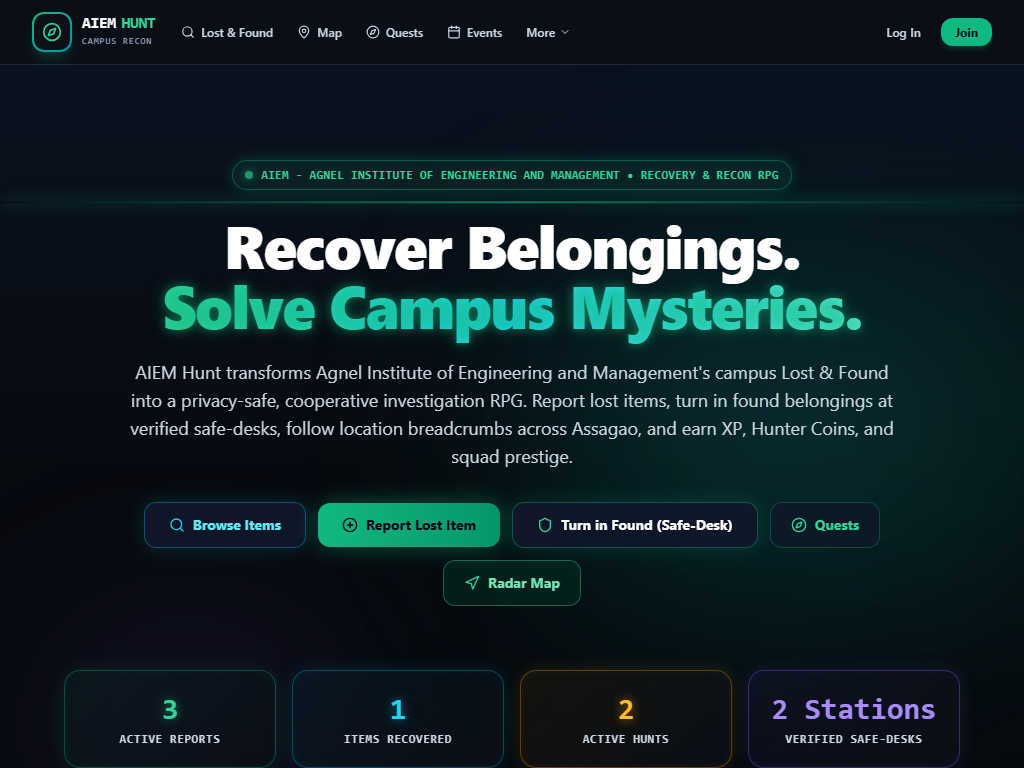 AIEM HUNT
CAMPUS RECON
Lost & Found
Map
Quests
Events
More
Log In
Join
AIEM - AGNEL INSTITUTE OF ENGINEERING AND MANAGEMENT • RECOVERY & RECON RPG
Recover Belongings.
Solve Campus Mysteries.
AIEM Hunt transforms Agnel Institute of Engineering and Management's campus Lost & Found
into a privacy-safe, cooperative investigation RPG. Report lost items, turn in found belongings at
verified safe-desks, follow location breadcrumbs across Assagao, and earn XP, Hunter Coins, and
squad prestige.
Browse Items
Report Lost Item
Turn in Found (Safe-Desk)
Quests
Radar Map
3
ACTIVE REPORTS
1
ITEMS RECOVERED
2
ACTIVE HUNTS
2 Stations
VERIFIED SAFE-DESKS